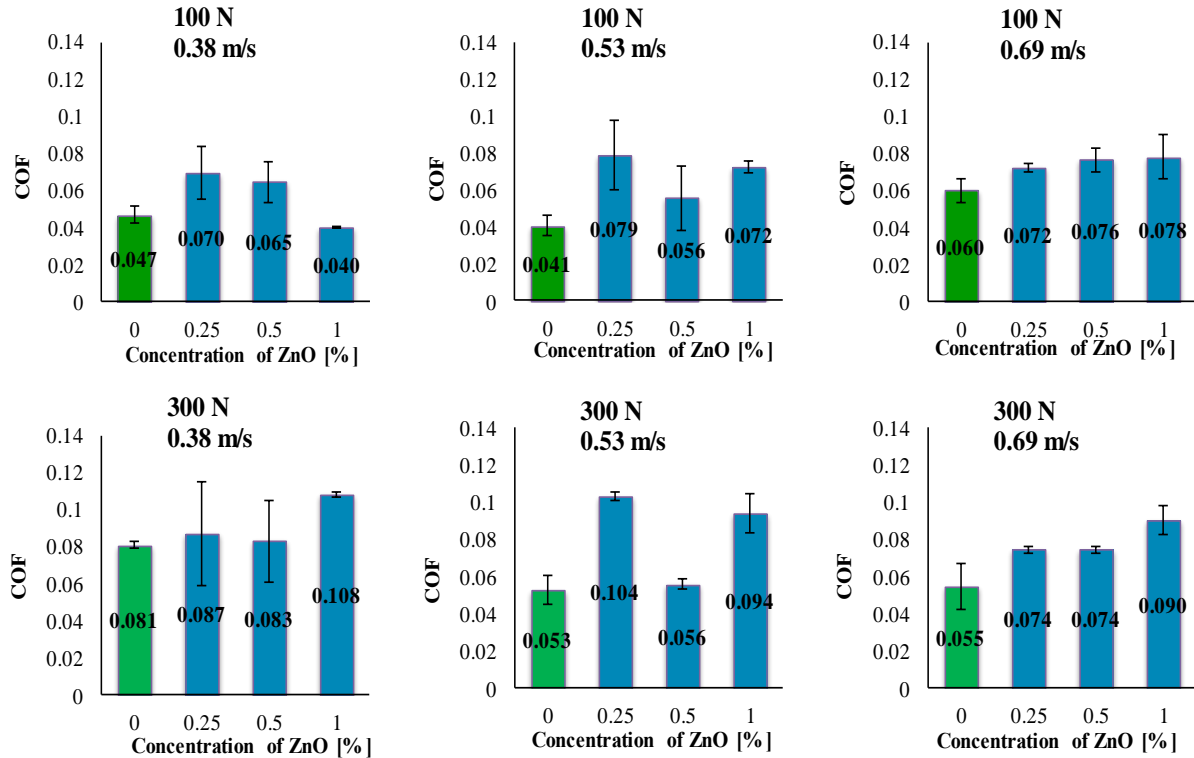 100 N
0.38 m/s
0.14
0.12
0.1
0.08
0.06
0.04
0.02
0
COF
0.047
0.070
0.065
0.040
0 0.25 0.5 1
Concentration of ZnO [%]
100 N
0.53 m/s
0.14
0.12
0.1
0.08
0.06
0.04
0.02
0
COF
0.041
0.079
0.056
0.072
0 0.25 0.5 1
Concentration of ZnO [%]
100 N
0.69 m/s
0.14
0.12
0.1
0.08
0.06
0.04
0.02
0
COF
0.060
0.072
0.076
0.078
0 0.25 0.5 1
Concentration of ZnO [%]
300 N
0.38 m/s
0.14
0.12
0.1
0.08
0.06
0.04
0.02
0
COF
0.081
0.087
0.083
0.108
0 0.25 0.5 1
Concentration of ZnO [%]
300 N
0.53 m/s
0.14
0.12
0.1
0.08
0.06
0.04
0.02
0
COF
0.053
0.104
0.056
0.094
0 0.25 0.5 1
Concentration of ZnO [%]
300 N
0.69 m/s
0.14
0.12
0.1
0.08
0.06
0.04
0.02
0
COF
0.055
0.074
0.074
0.090
0 0.25 0.5 1
Concentration of ZnO [%]